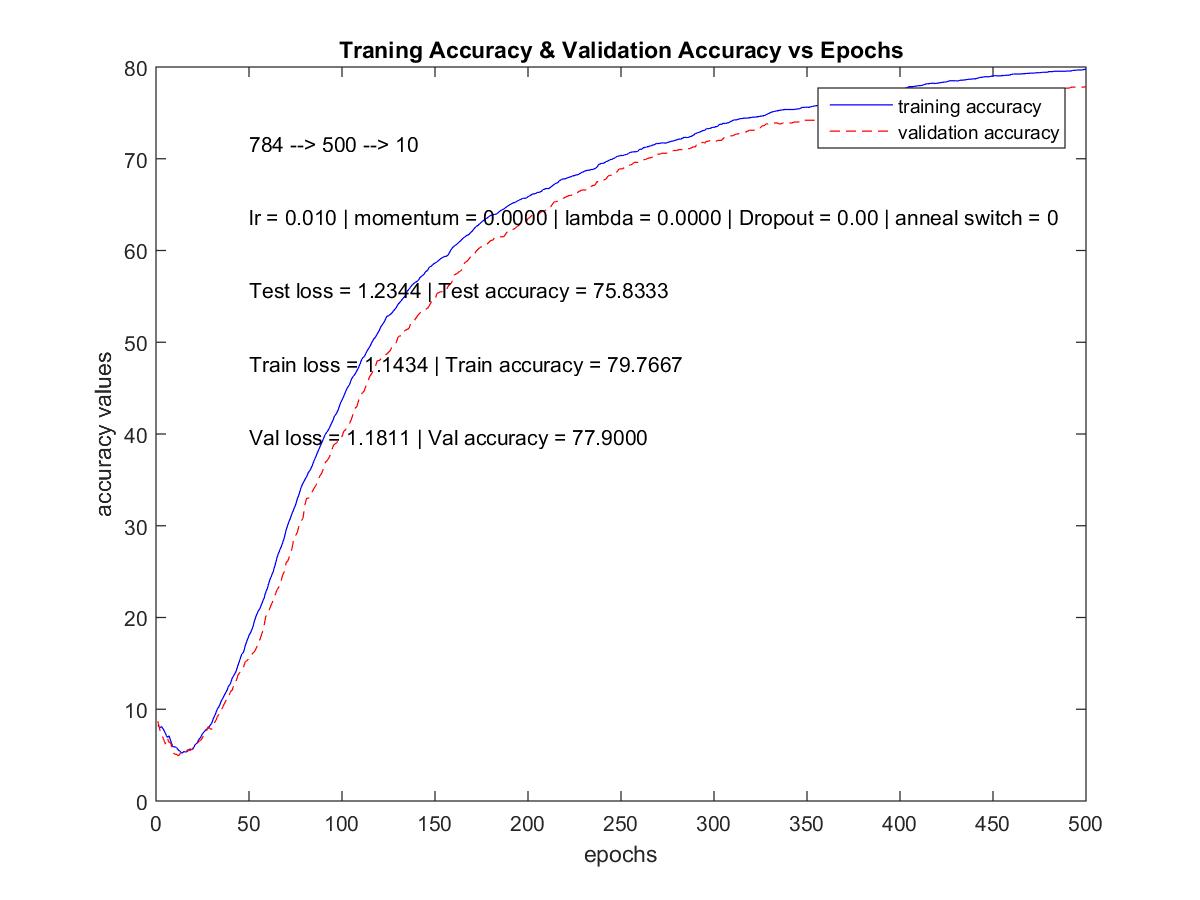 Traning Accuracy & Validation Accuracy vs Epochs
80
training accuracy
validation accuracy
784 --> 500 --> 10
70
lr = 0.010 | momentum = 0.0000 | lambda = 0.0000 | Dropout = 0.00 | anneal switch = 0
60
Test loss = 1.2344 | Test accuracy = 75.8333
50
Train loss = 1.1434 | Train accuracy = 79.7667
40
Val loss = 1.1811 | Val accuracy = 77.9000
accuracy values
30
20
10
0
0 50 100 150 200 250 300 350 400 450 500
epochs